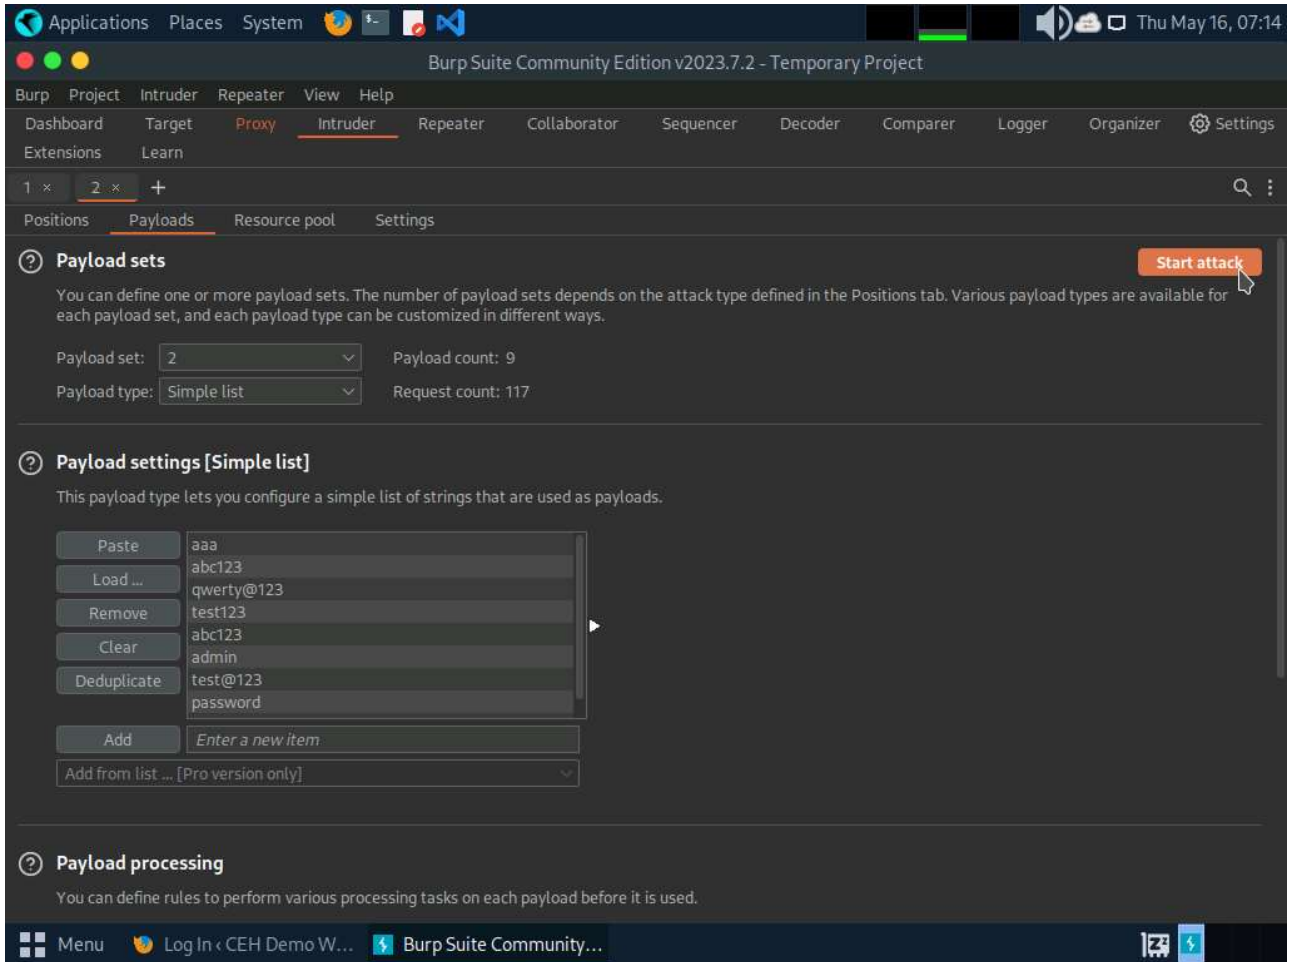 Applications Places System Thu May 16, 07:14
Burp Suite Community Edition v2023.7.2 - Temporary Project
Burp Project Intruder Repeater View Help
Dashboard Target Proxy Intruder Repeater Collaborator Sequencer Decoder Comparer Logger Organizer Settings
Extensions Learn
1 × 2 × +
Positions Payloads Resource pool Settings
? Payload sets Start attack
You can define one or more payload sets. The number of payload sets depends on the attack type defined in the Positions tab. Various payload types are available for
each payload set, and each payload type can be customized in different ways.
Payload set: 2 Payload count: 9
Payload type: Simple list Request count: 117
? Payload settings [Simple list]
This payload type lets you configure a simple list of strings that are used as payloads.
Paste
Load ...
Remove
Clear
Deduplicate
aaa
abc123
qwerty@123
test123
abc123
admin
test@123
password
Add Enter a new item
Add from list ... [Pro version only]
? Payload processing
You can define rules to perform various processing tasks on each payload before it is used.
Menu Log In ‹ CEH Demo W... Burp Suite Community...